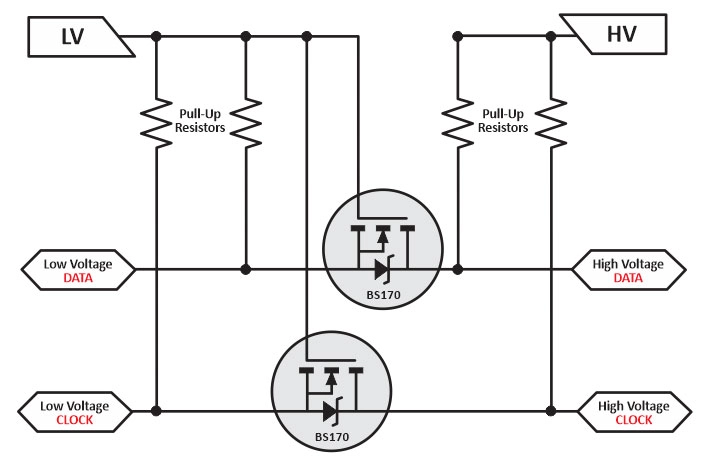 LV
HV
Pull-Up
Resistors
Pull-Up
Resistors
Low Voltage
DATA
High Voltage
DATA
BS170
Low Voltage
CLOCK
High Voltage
CLOCK
BS170